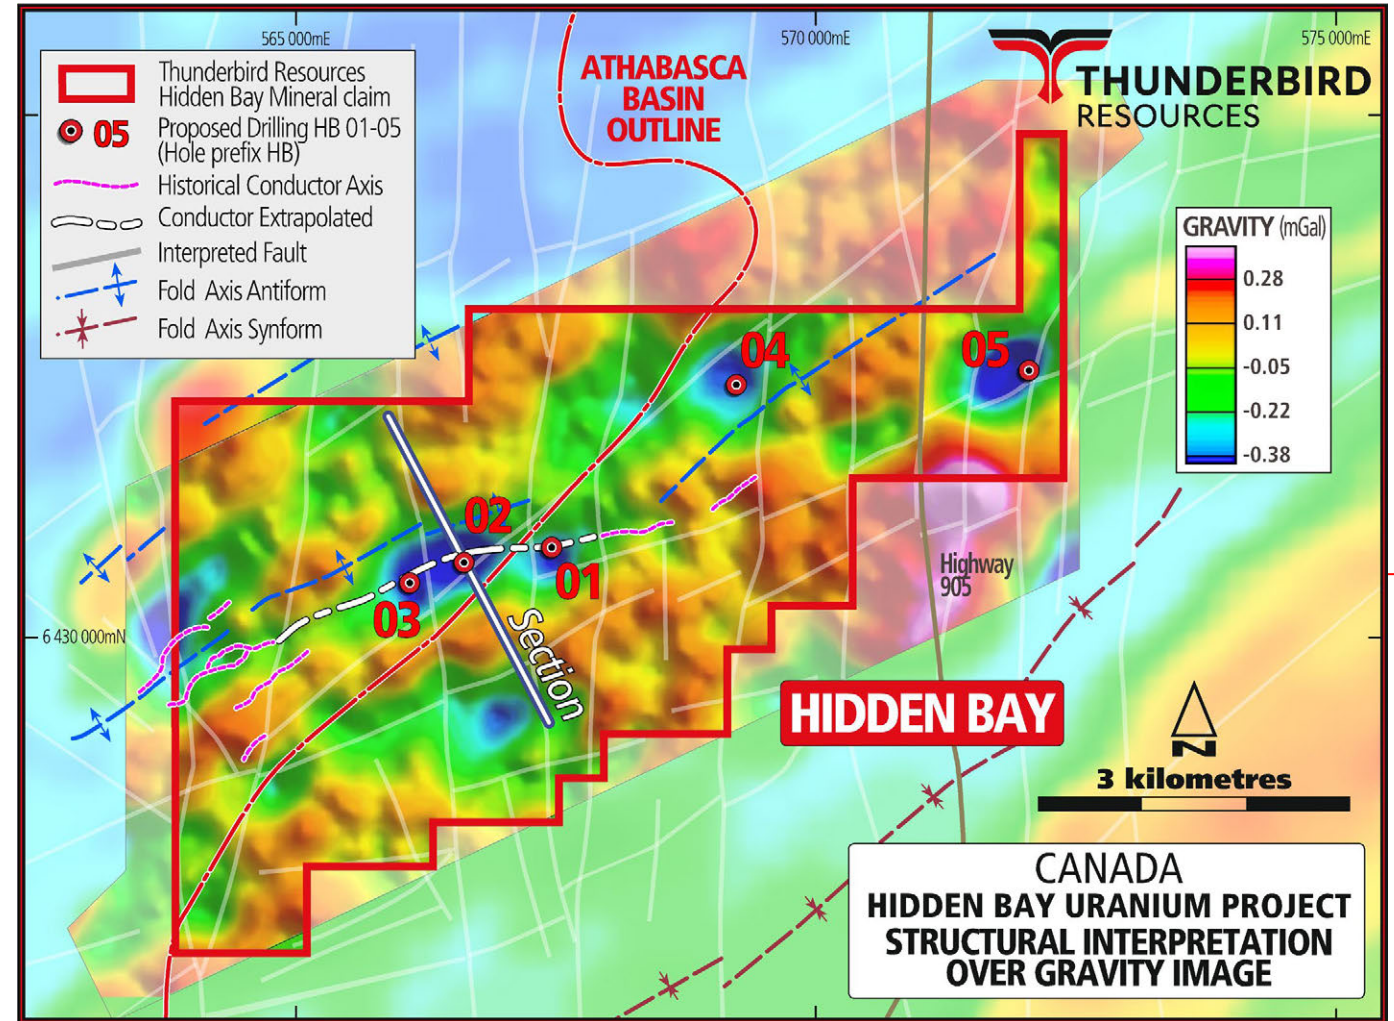 565 000mE
570 000mE
575 000mE
Thunderbird Resources
Hidden Bay Mineral claim
05
Proposed Drilling HB 01-05
(Hole prefix HB)
Historical Conductor Axis
Conductor Extrapolated
Interpreted Fault
Fold Axis Antiform
Fold Axis Synform
ATHABASCA
BASIN
OUTLINE
THUNDERBIRD
RESOURCES
GRAVITY (mGal)
0.28
0.11
-0.05
-0.22
-0.38
04
05
02
01
03
Section
Highway
905
6 430 000mN
HIDDEN BAY
N
3 kilometres
CANADA
HIDDEN BAY URANIUM PROJECT
STRUCTURAL INTERPRETATION
OVER GRAVITY IMAGE